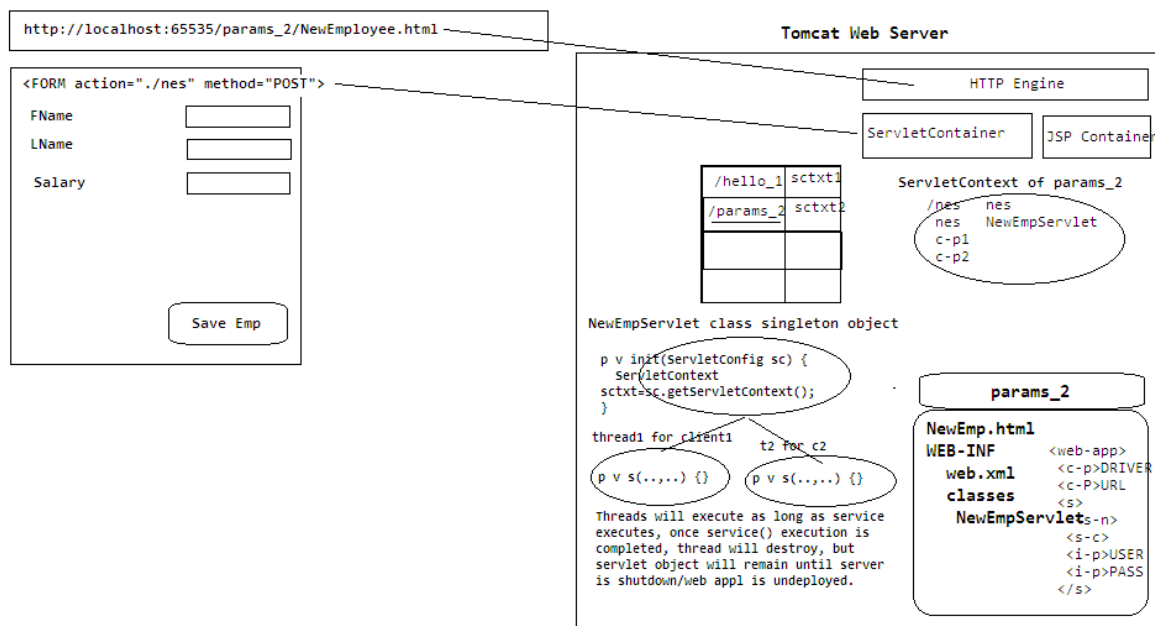 http://localhost:65535/params_2/NewEmployee.html
<FORM action="./nes" method="POST">
FName
LName
Salary
Save Emp
Tomcat Web Server
HTTP Engine
ServletContainer
JSP Container
/hello_1 sctxt1
/params_2 sctxt2
ServletContext of params_2
/nes nes
nes NewEmpServlet
c-p1
c-p2
NewEmpServlet class singleton object
p v init(ServletConfig sc) {
ServletContext
sctxt=sc.getServletContext();
}
thread1 for client1
t2 for c2
p v s(..,..) {}
p v s(..,..) {}
Threads will execute as long as service
executes, once service() execution is
completed, thread will destroy, but
servlet object will remain until server
is shutdown/web appl is undeployed.
params_2
NewEmp.html
WEB-INF
web.xml
classes
NewEmpServlet
<web-app>
<c-p>DRIVER
<c-P>URL
<s>
s-n>
<s-c>
<i-p>USER
<i-p>PASS
</s>